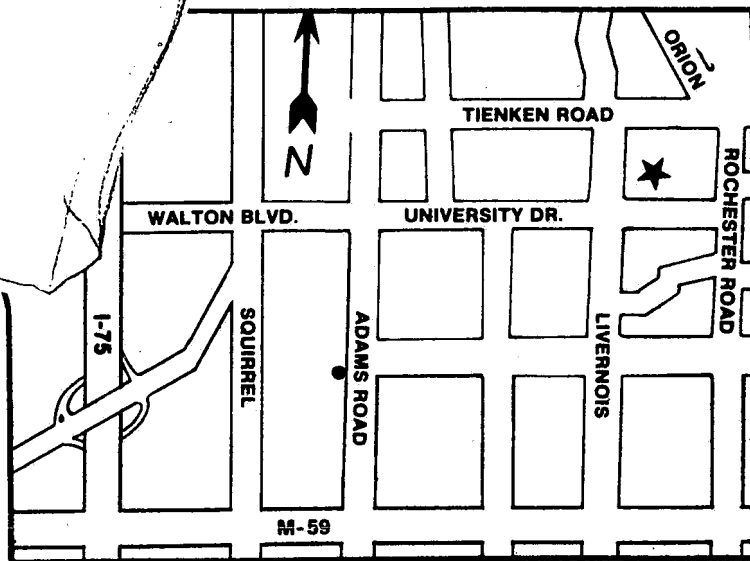 ORION
TIENKEN ROAD
N
WALTON BLVD.
UNIVERSITY DR.
ROCHESTER ROAD
I-75
SQUIRREL
ADAMS ROAD
LIVERNOIS
M-59